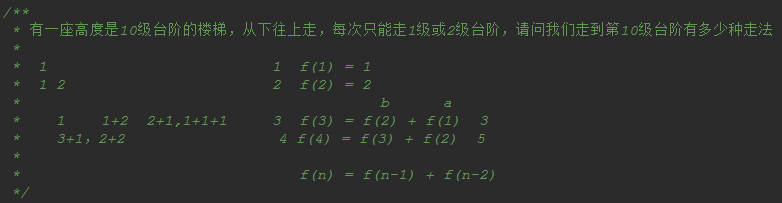 /**
* 有一座高度是10级台阶的楼梯，从下往上走，每次只能走1级或2级台阶，请问我们走到第10级台阶有多少种走法
*
* 1 1 f(1) = 1
* 1 2 2 f(2) = 2
* b a
* 1 1+2 2+1,1+1+1 3 f(3) = f(2) + f(1) 3
* 3+1，2+2 4 f(4) = f(3) + f(2) 5
*
* f(n) = f(n-1) + f(n-2)
*/